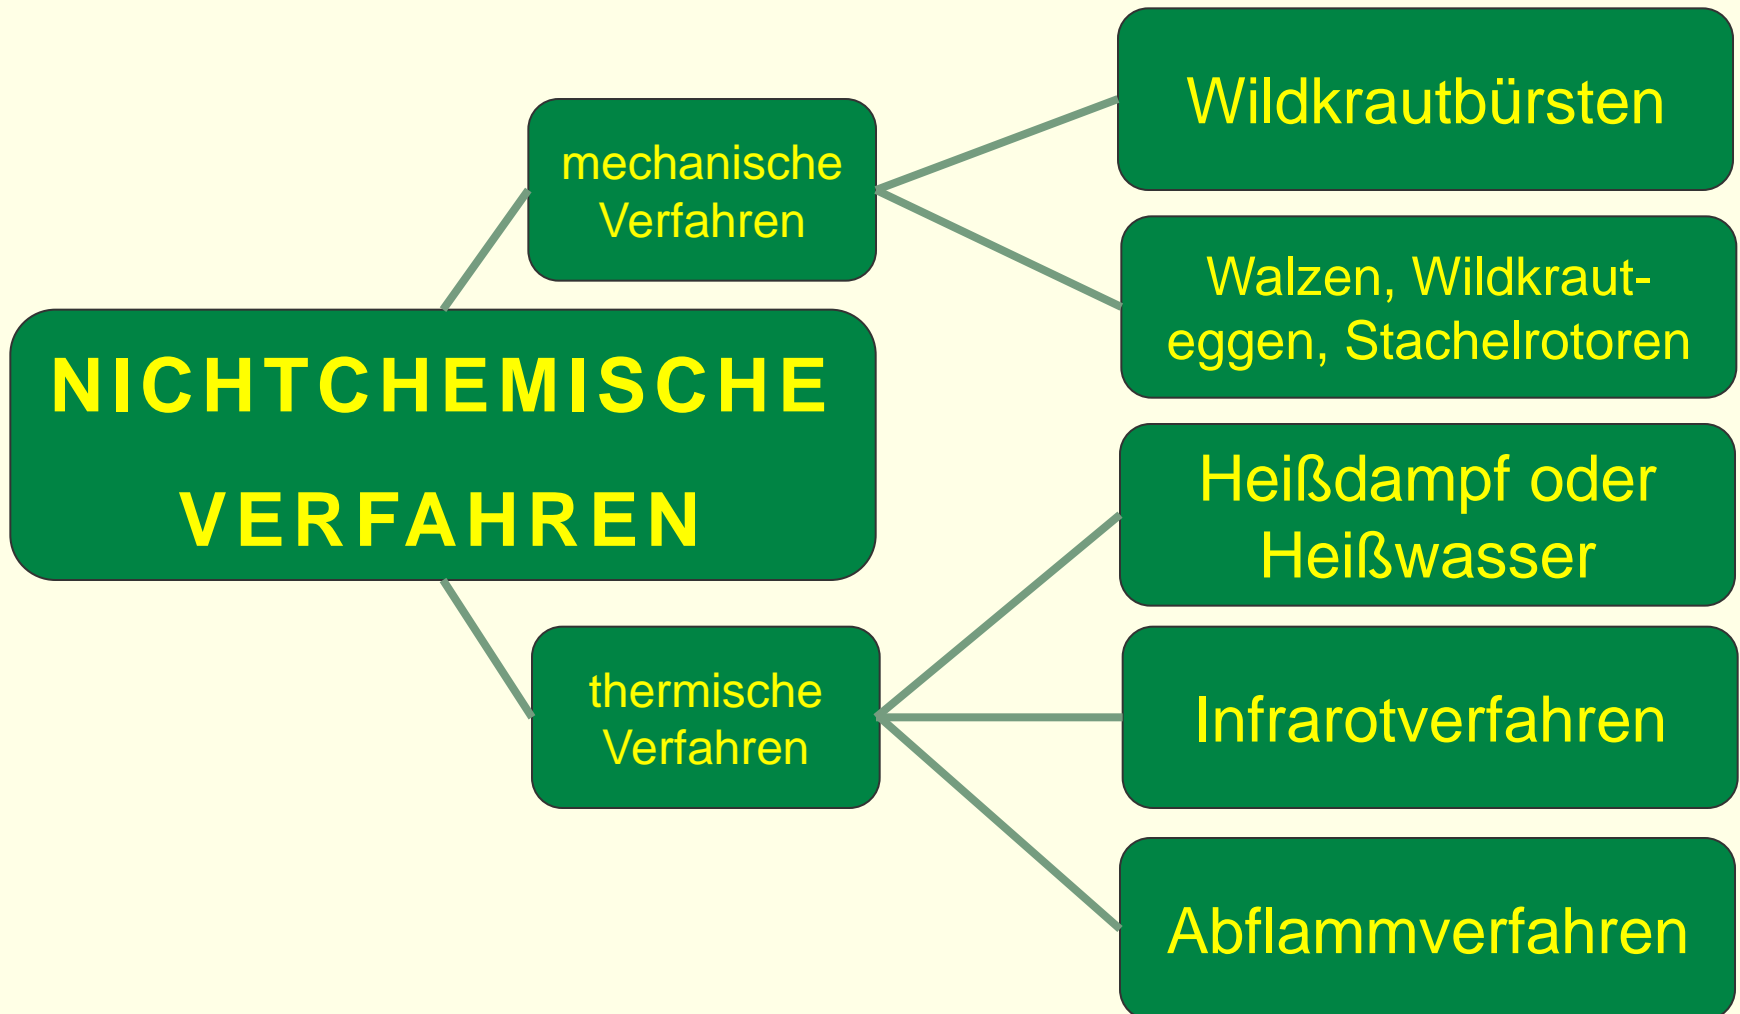 NICHTCHEMISCHE
VERFAHREN
mechanische
Verfahren
Wildkrautbürsten
Walzen, Wildkraut-
eggen, Stachelrotoren
thermische
Verfahren
Heißdampf oder
Heißwasser
Infrarotverfahren
Abflammverfahren